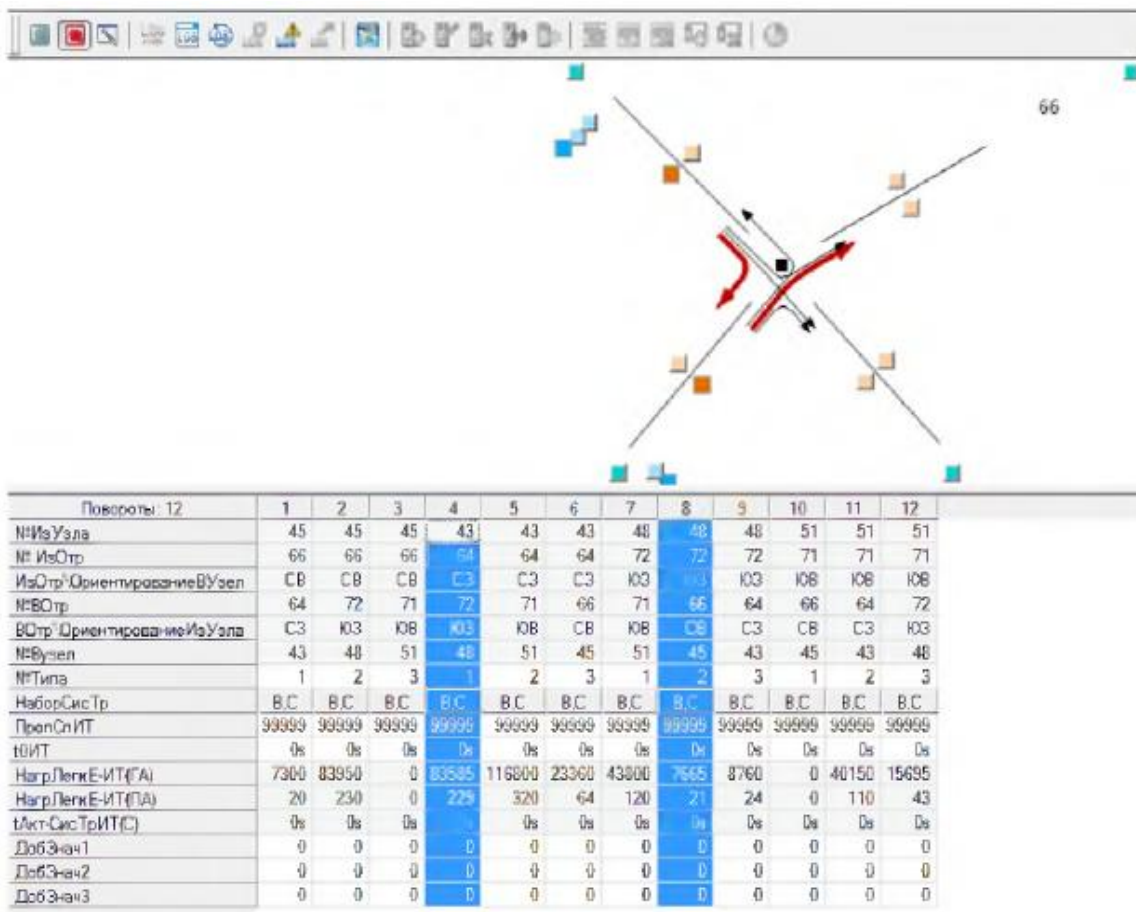 66
Повороты: 12 1 2 3 4 5 6 7 8 9 10 11 12
№ИзУзла 45 45 45 43 43 43 48 48 48 51 51 51
№ ИзОтр 66 66 66 64 64 64 72 72 72 71 71 71
ИзОтр\ОриентированиеВУзел СВ СВ СВ СЗ СЗ СЗ ЮЗ ЮЗ ЮЗ ЮВ ЮВ ЮВ
№ВОтр 64 72 71 72 71 66 71 66 64 66 64 72
ВОтр\ОриентированиеИзУзла СЗ ЮЗ ЮВ ЮЗ ЮВ СВ ЮВ СВ СЗ СВ СЗ ЮЗ
№Вузел 43 48 51 48 51 45 51 45 43 45 43 48
№Типа 1 2 3 1 2 3 1 2 3 1 2 3
НаборСисТр В,С В,С В,С В,С В,С В,С В,С В,С В,С В,С В,С В,С
ПропСпИТ 99999 99999 99999 99999 99999 99999 99999 99999 99999 99999 99999 99999
t0ИТ 0s 0s 0s 0s 0s 0s 0s 0s 0s 0s 0s 0s
НагрЛегкЕ-ИТ(ГА) 7300 83950 0 83585 116800 23360 43800 7665 8760 0 40150 15695
НагрЛегкЕ-ИТ(ПА) 20 230 0 229 320 64 120 21 24 0 110 43
tАкт-СисТрИТ(С) 0s 0s 0s 0s 0s 0s 0s 0s 0s 0s 0s
ДобЗнач1 0 0 0 0 0 0 0 0 0 0 0 0
ДобЗнач2 0 0 0 0 0 0 0 0 0 0 0 0
ДобЗнач3 0 0 0 0 0 0 0 0 0 0 0 0